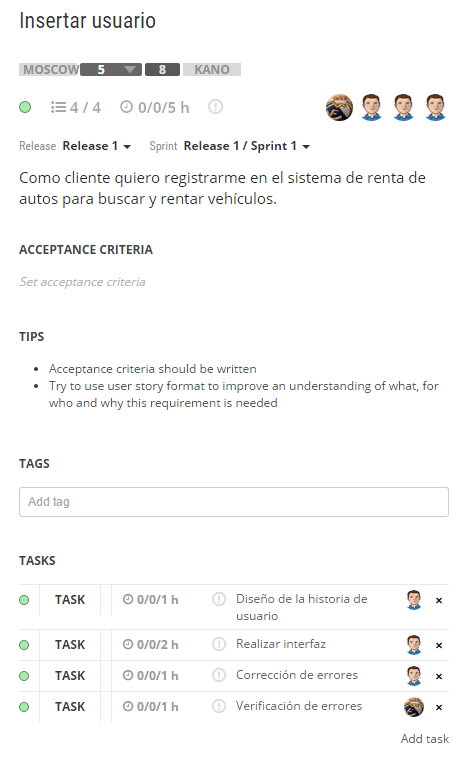 Insertar usuario
MOSCOW 5 8 KANO
4 / 4 0/0/5 h
Release Release 1 Sprint Release 1 / Sprint 1
Como cliente quiero registrarme en el sistema de renta de
autos para buscar y rentar vehículos.
ACCEPTANCE CRITERIA
Set acceptance criteria
TIPS
• Acceptance criteria should be written
• Try to use user story format to improve an understanding of what, for
who and why this requirement is needed
TAGS
Add tag
TASKS
TASK 0/0/1 h Diseño de la historia de
usuario
TASK 0/0/2 h Realizar interfaz
TASK 0/0/1 h Corrección de errores
TASK 0/0/1 h Verificación de errores
Add task